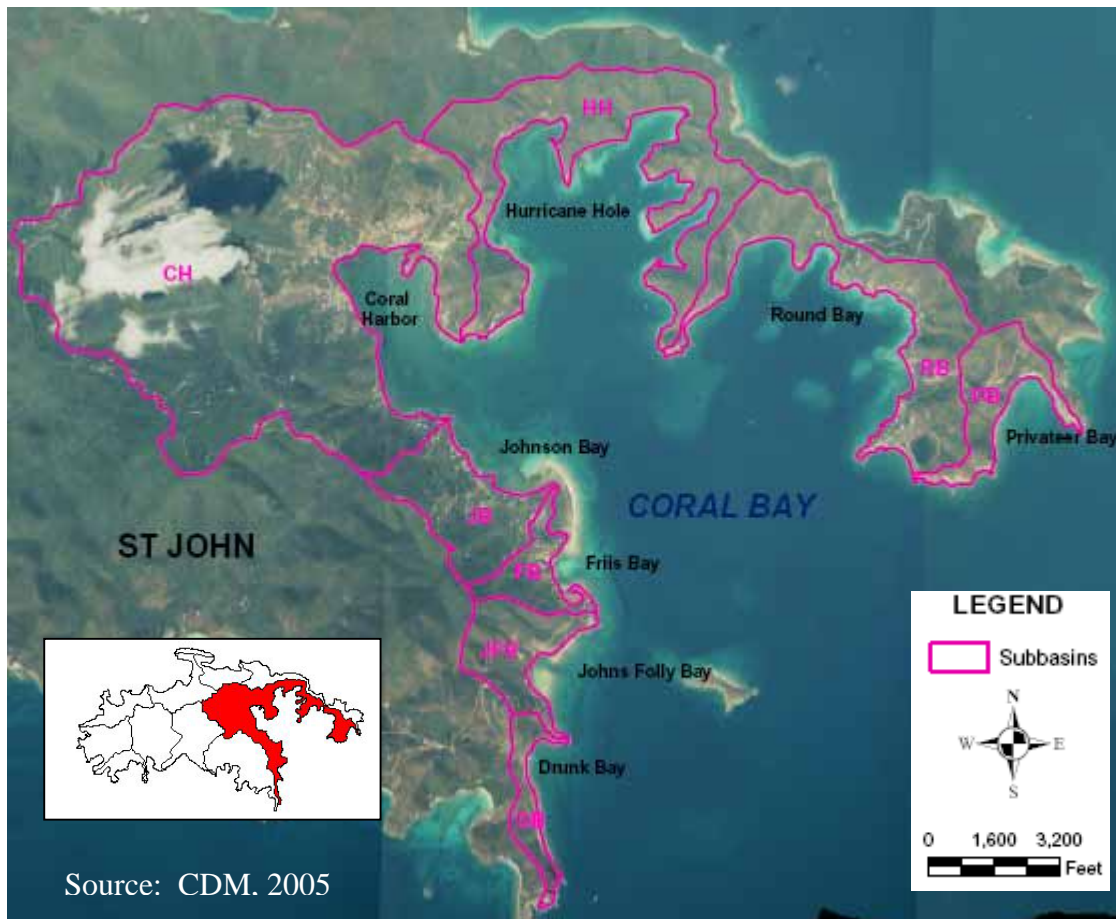 HH
Hurricane Hole
CH
Coral
Harbor
Round Bay
RB
PB
Privateer Bay
Johnson Bay
CORAL BAY
JB
ST JOHN
FB
Friis Bay
LEGEND
Subbasins
JFB
Johns Folly Bay
N
W E
S
Drunk Bay
DB
0 1,600 3,200
Feet
Source: CDM, 2005